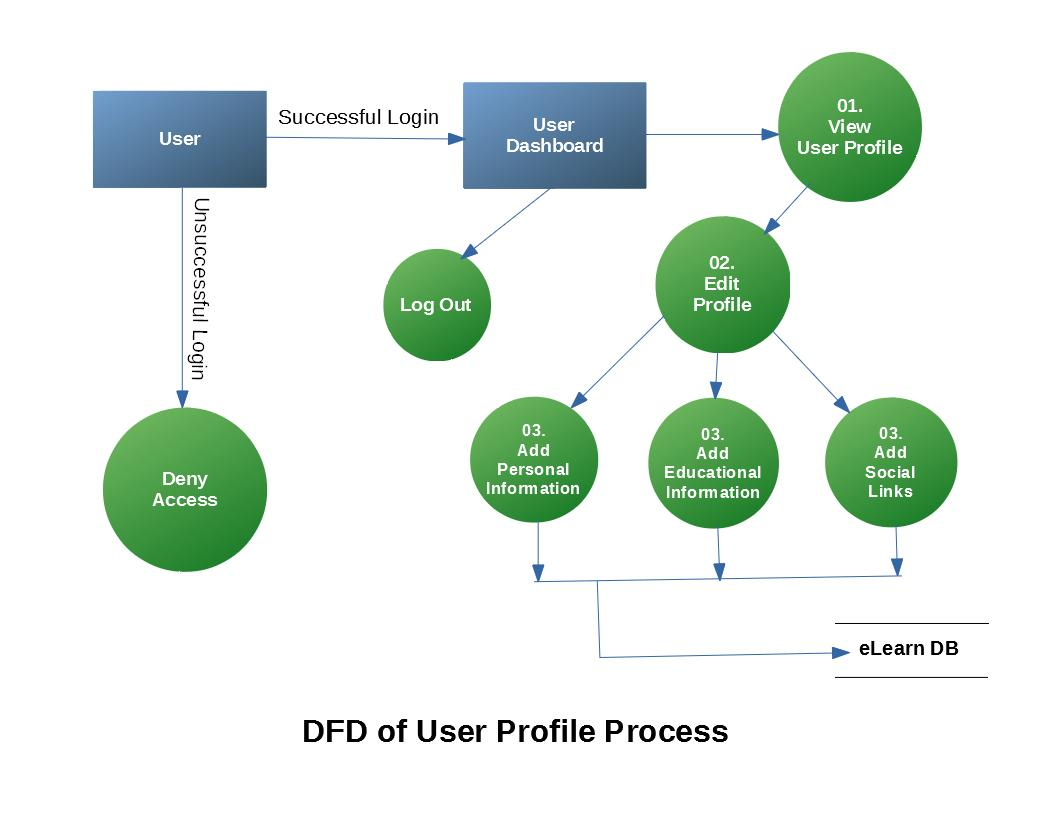 Successful Login
User
User
Dashboard
01.
View
User Profile
Unsuccessful Login
Log Out
02.
Edit
Profile
Deny
Access
03.
Add
Personal
Information
03.
Add
Educational
Information
03.
Add
Social
Links
eLearn DB
DFD of User Profile Process